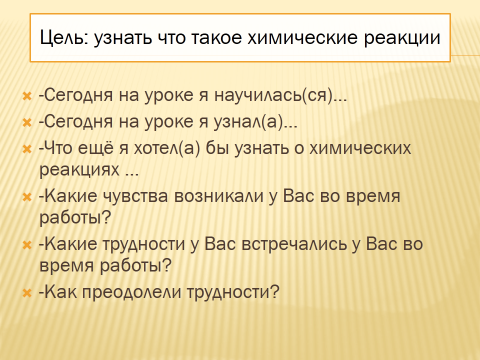 Цель: узнать что такое химические реакции
-Сегодня на уроке я научилась(ся)...
-Сегодня на уроке я узнал(а)...
-Что ещё я хотел(а) бы узнать о химических
реакциях ...
-Какие чувства возникали у Вас во время
работы?
-Какие трудности у Вас встречались у Вас во
время работы?
-Как преодолели трудности?